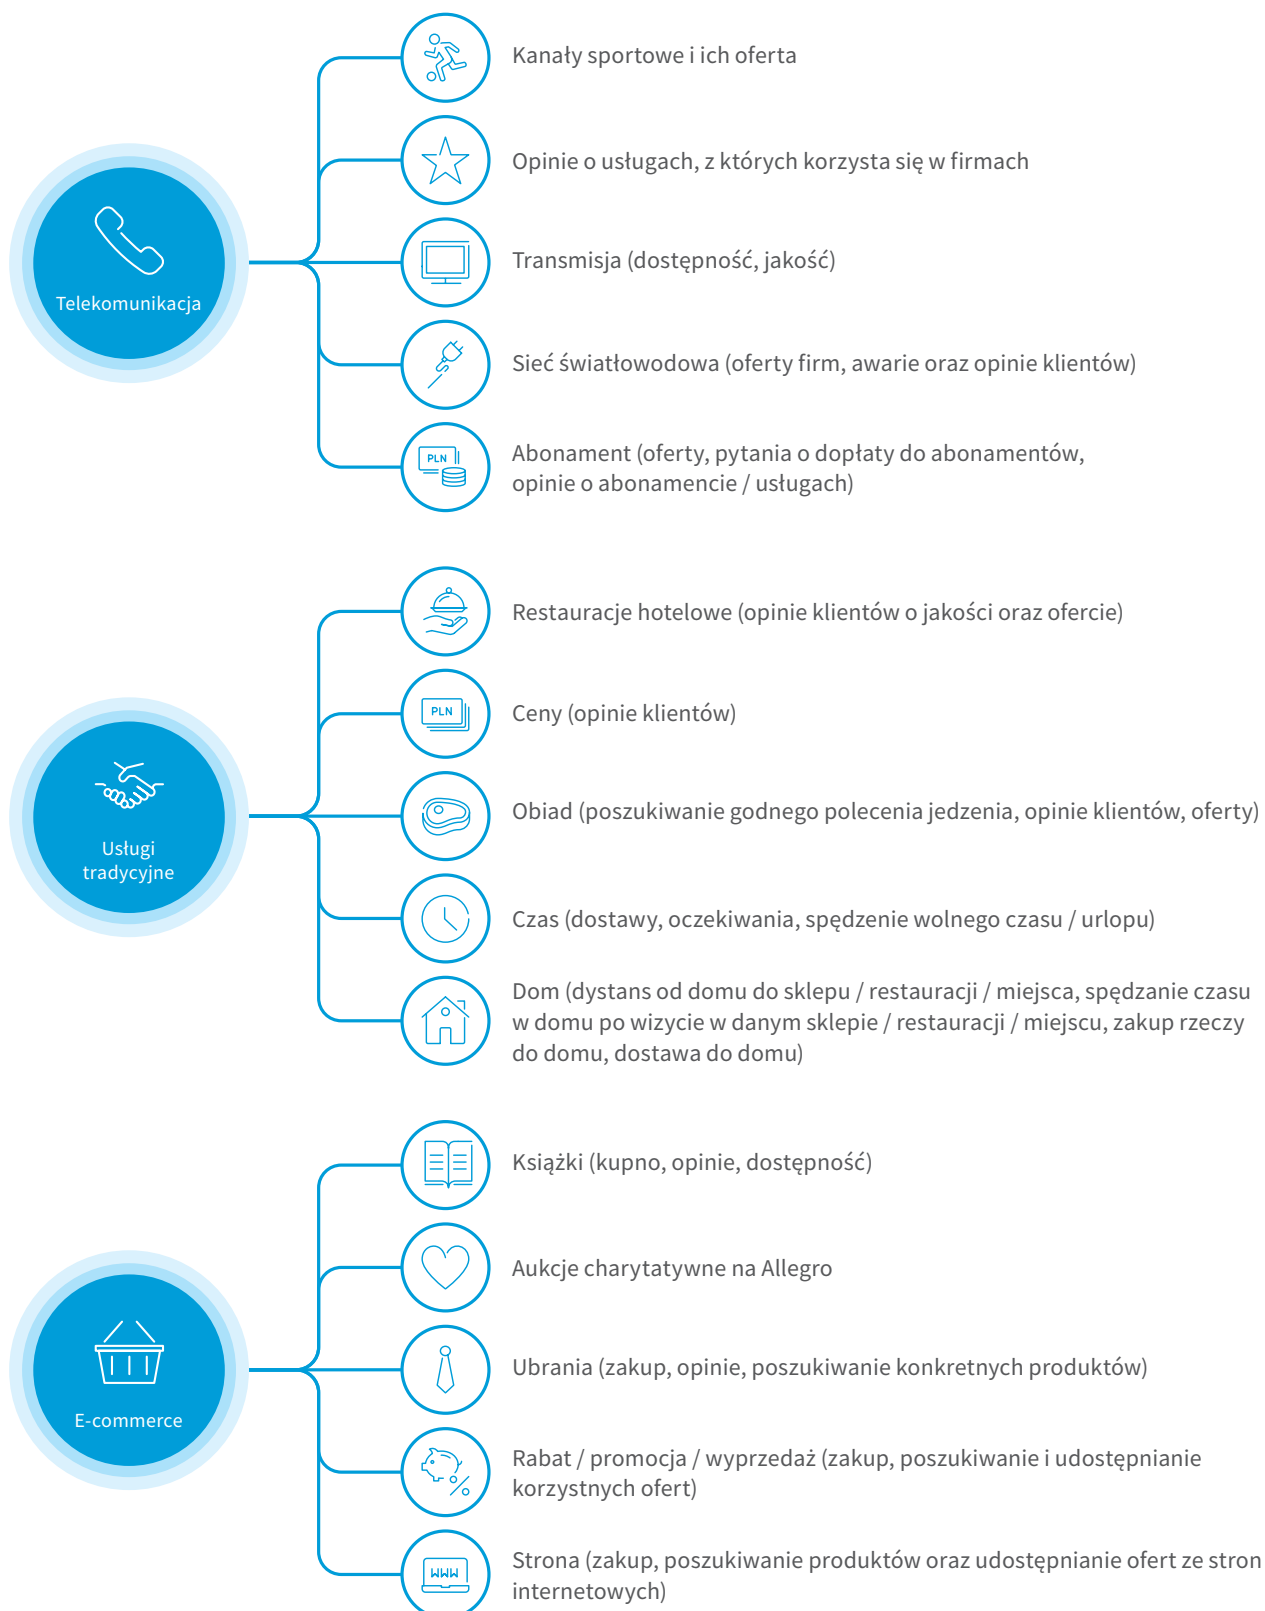 Kanały sportowe i ich oferta
Opinie o usługach, z których korzysta się w firmach
Transmisja (dostępność, jakość)
Telekomunikacja
Sieć światłowodowa (oferty firm, awarie oraz opinie klientów)
PLN
Abonament (oferty, pytania o dopłaty do abonamentów,
opinie o abonamencie / usługach)
Restauracje hotelowe (opinie klientów o jakości oraz ofercie)
PLN
Ceny (opinie klientów)
Obiad (poszukiwanie godnego polecenia jedzenia, opinie klientów, oferty)
Usługi
tradycyjne
Czas (dostawy, oczekiwania, spędzenie wolnego czasu / urlopu)
Dom (dystans od domu do sklepu / restauracji / miejsca, spędzanie czasu
w domu po wizycie w danym sklepie / restauracji / miejscu, zakup rzeczy
do domu, dostawa do domu)
Książki (kupno, opinie, dostępność)
Aukcje charytatywne na Allegro
Ubrania (zakup, opinie, poszukiwanie konkretnych produktów)
E-commerce
Rabat / promocja / wyprzedaż (zakup, poszukiwanie i udostępnianie
korzystnych ofert)
WWW
Strona (zakup, poszukiwanie produktów oraz udostępnianie ofert ze stron
internetowych)